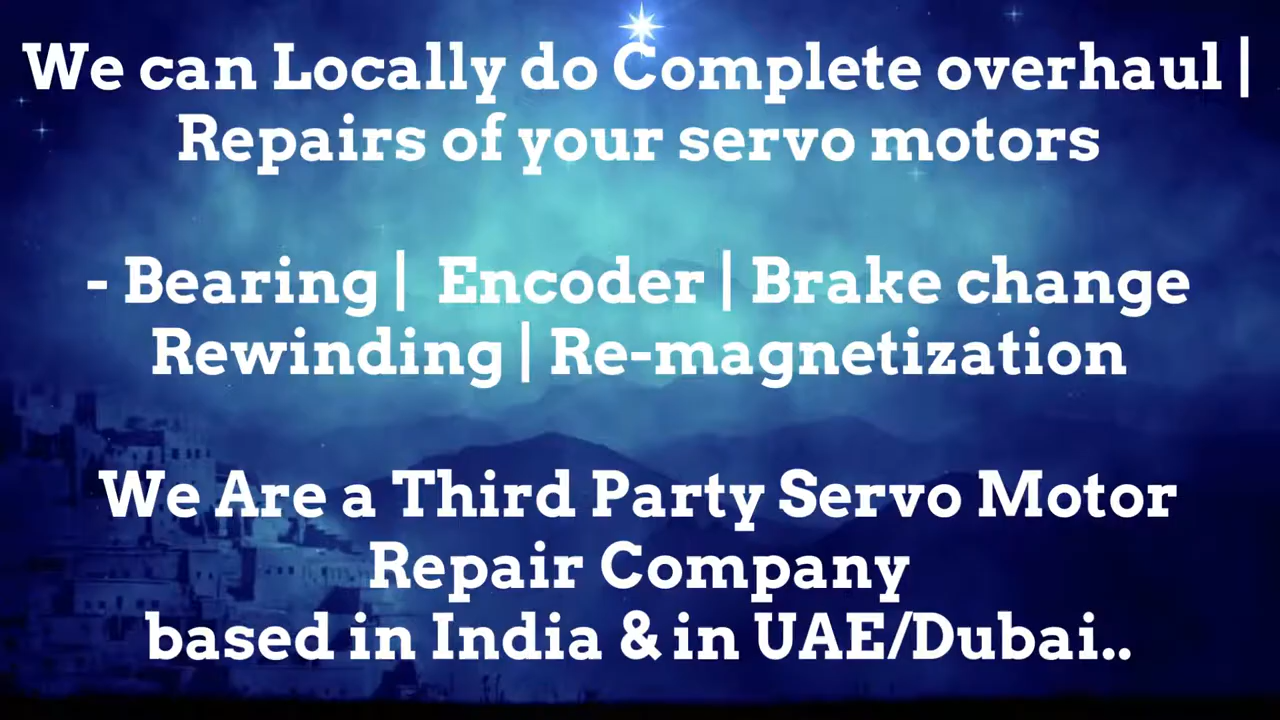 We can Locally do Complete overhaul |
Repairs of your servo motors
- Bearing | Encoder | Brake change
Rewinding | Re-magnetization
We Are a Third Party Servo Motor
Repair Company
based in India & in UAE/Dubai..